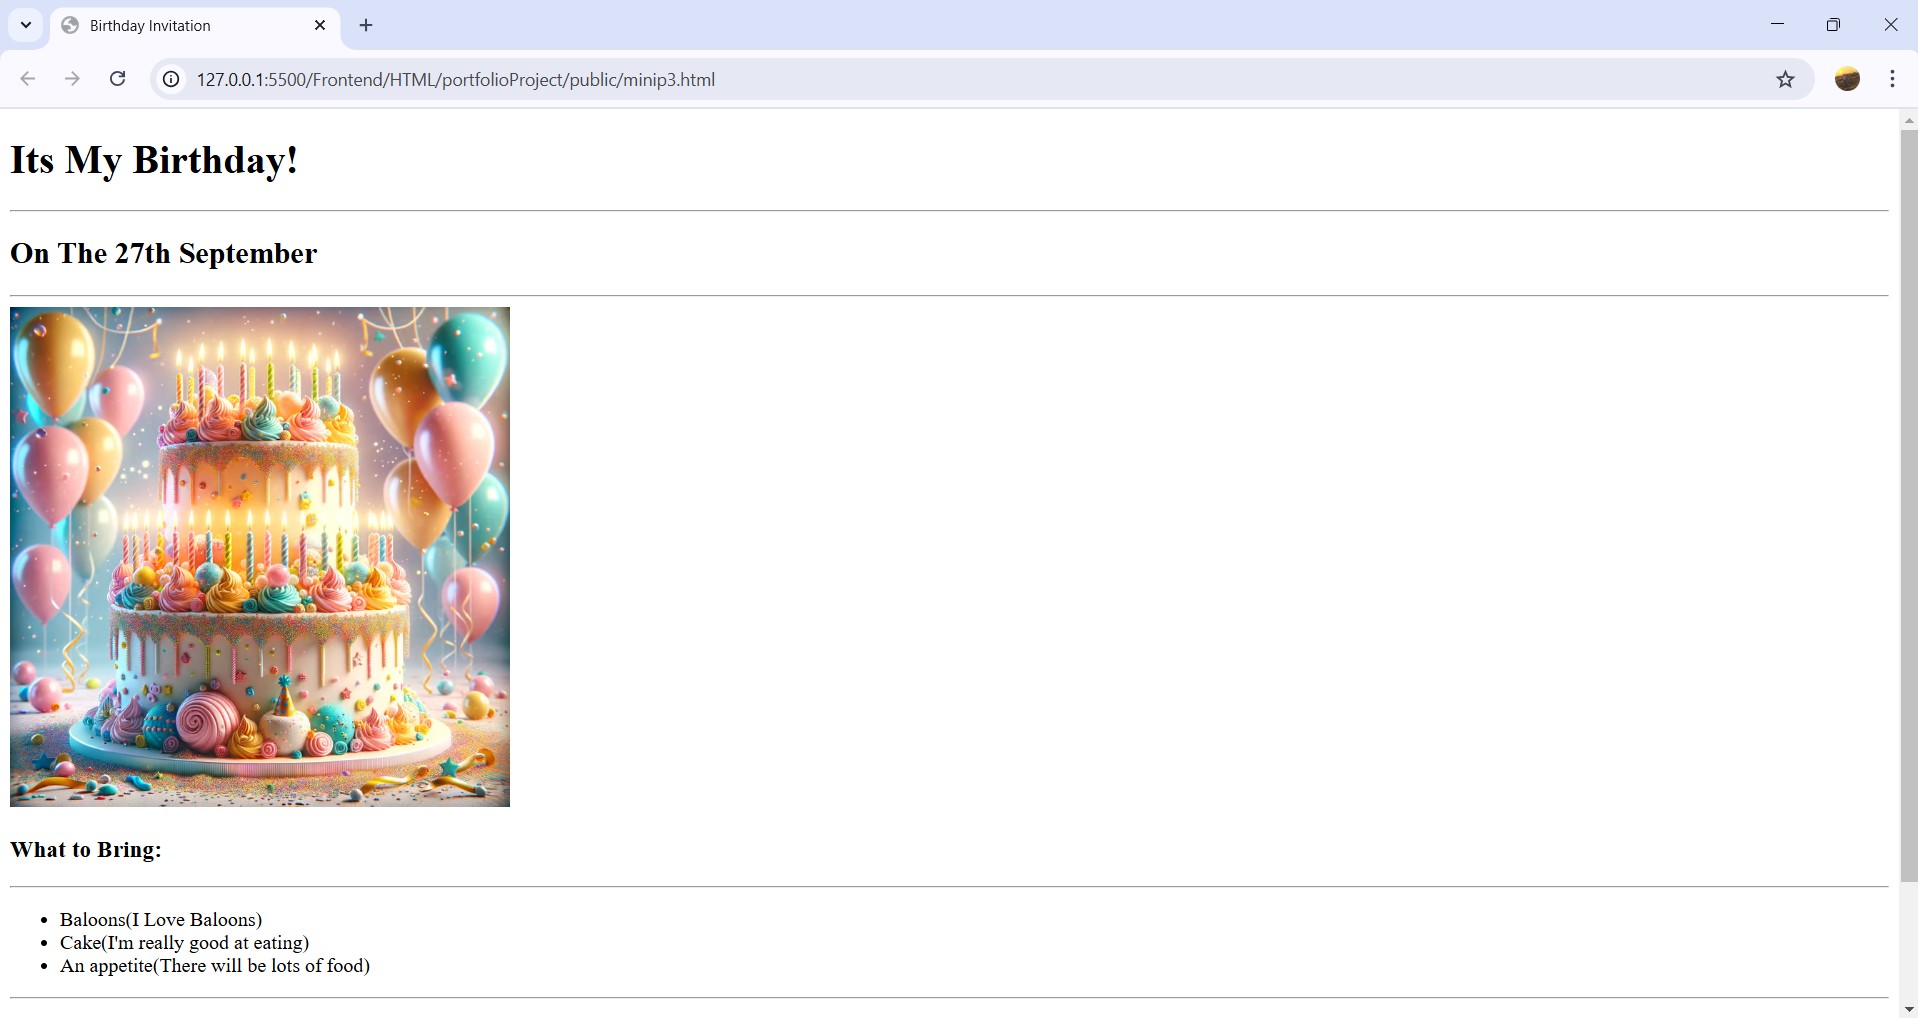 Birthday Invitation
127.0.0.1:5500/Frontend/HTML/portfolioProject/public/minip3.html
Its My Birthday!
On The 27th September
What to Bring:
Baloons(I Love Baloons)
Cake(I'm really good at eating)
An appetite(There will be lots of food)